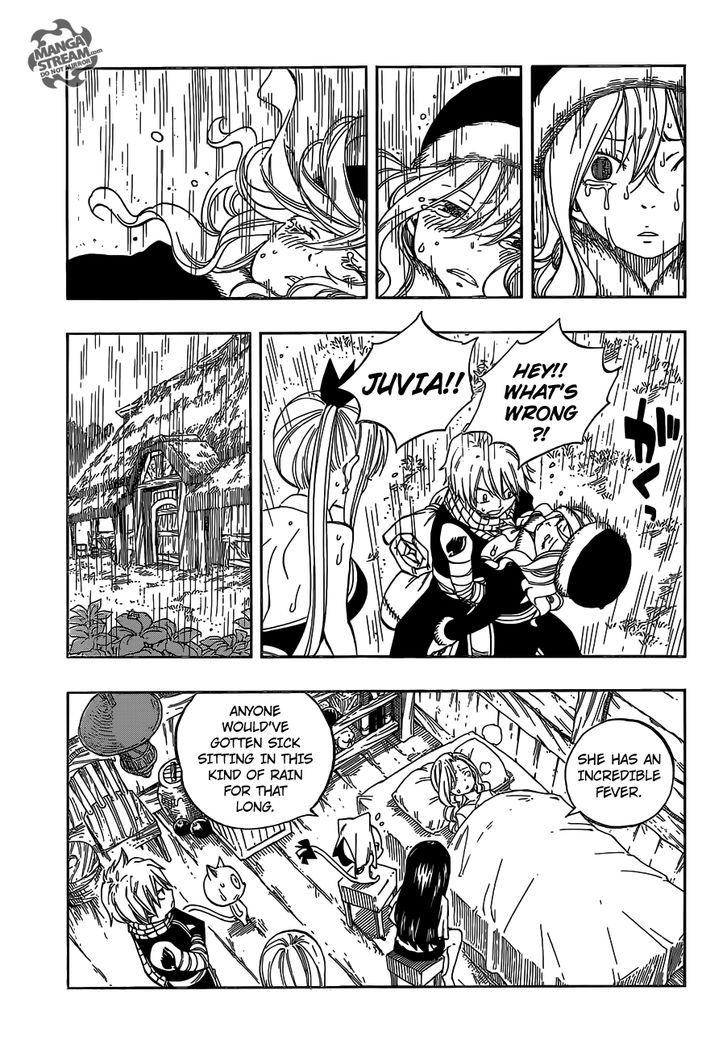 MANGA
STREAM.com
DO NOT MIRROR
JUVIA!!
HEY!!
WHAT'S
WRONG
?!
ガくっ
ANYONE
WOULD'VE
GOTTEN SICK
SITTING IN THIS
KIND OF RAIN
FOR THAT
LONG.
SHE HAS AN
INCREDIBLE
FEVER.